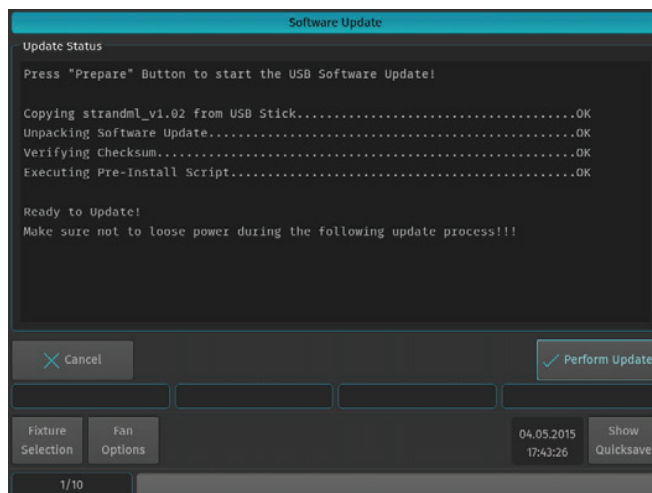 Software Update
Update Status
Press "Prepare" Button to start the USB Software Update!
Copying strandml_v1.02 from USB Stick........................................OK
Unpacking Software Update.....................................................OK
Verifying Checksum............................................................OK
Executing Pre-Install Script..................................................OK
Ready to Update!
Make sure not to loose power during the following update process!!!
Cancel
Perform Update
Fixture
Selection
Fan
Options
04.05.2015
17:43:26
Show
Quicksave
1/10